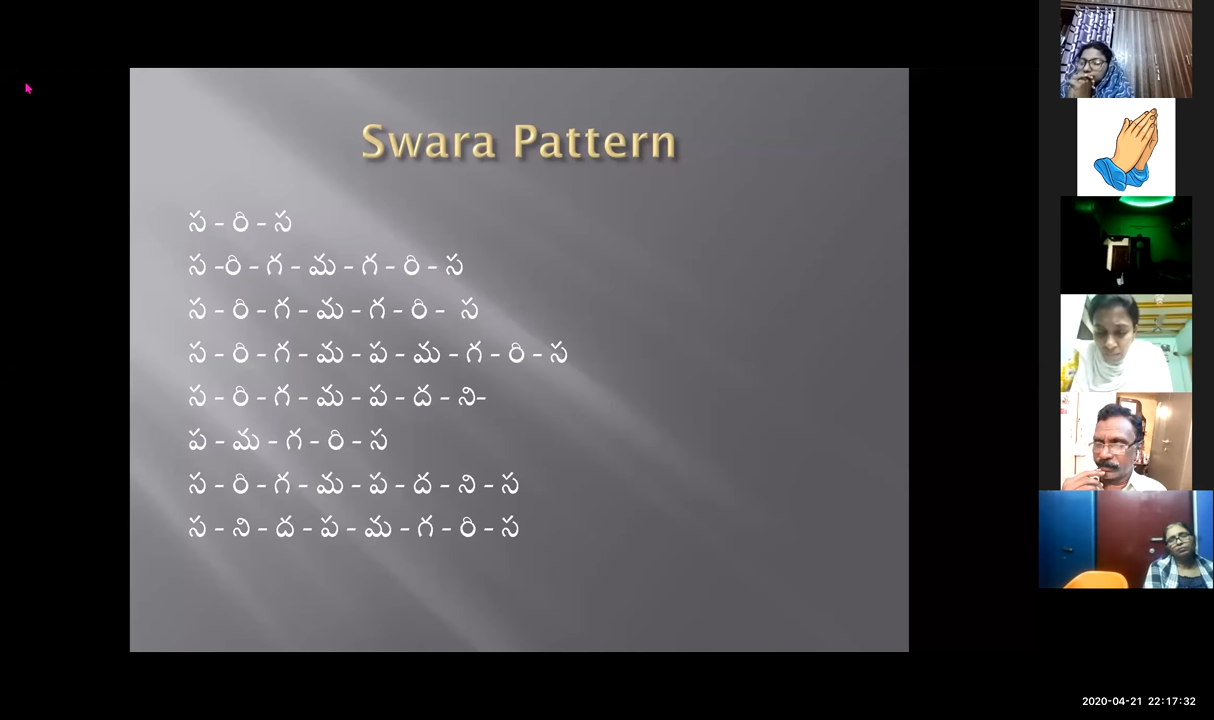 Swara Pattern
స - రి - స
స -రి - గ - మ - గ - రి - స
స - రి - గ - మ - గ - రి -  స
స - రి - గ - మ - ప - మ - గ - రి - స
స - రి - గ - మ - ప - ద - ని-
ప - మ - గ - రి - స
స - రి - గ - మ - ప - ద - ని - స
స - ని - ద - ప - మ - గ - రి - స
2020-04-21 22:17:32